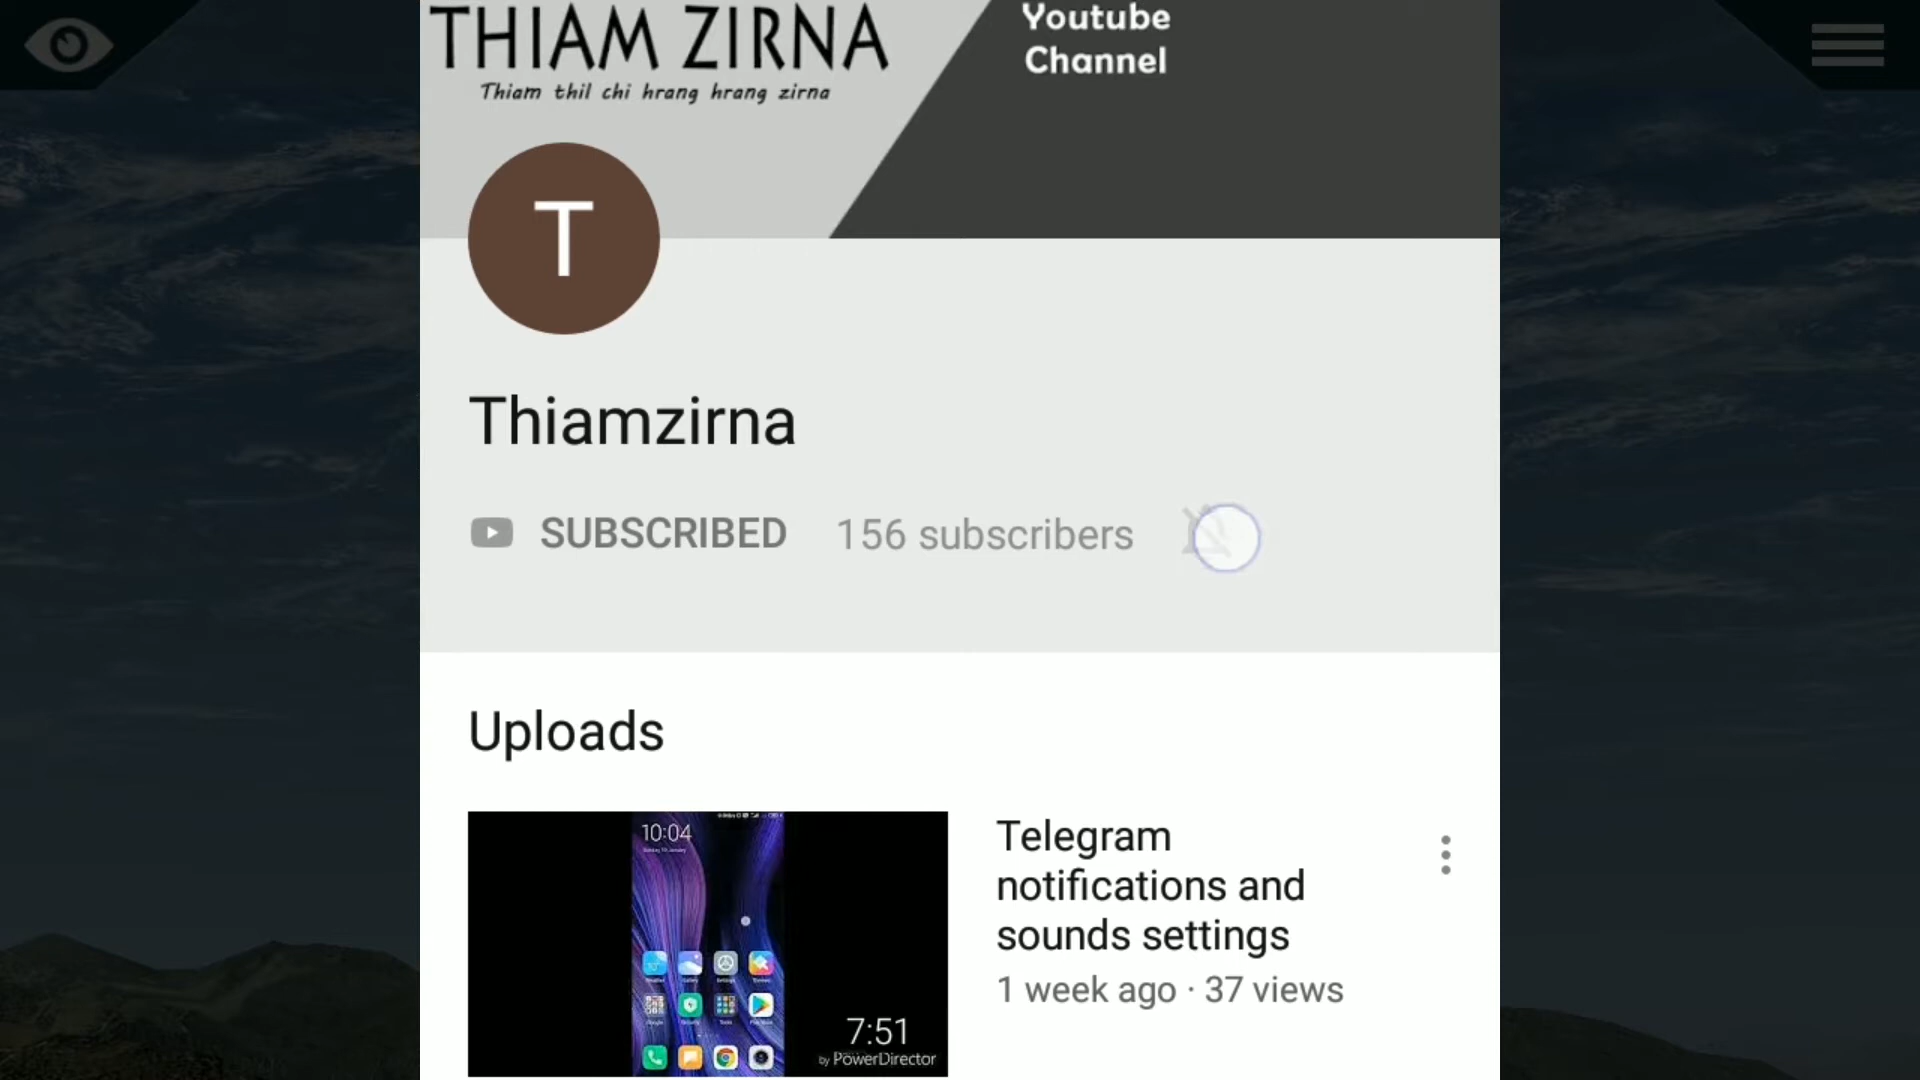 THIAM ZIRNA
Thiam thil chi hrang hrang zirna
Youtube
Channel
T
Thiamzirna
SUBSCRIBED 156 subscribers
Uploads
10:04
7:51
by PowerDirector
Telegram
notifications and
sounds settings
1 week ago · 37 views